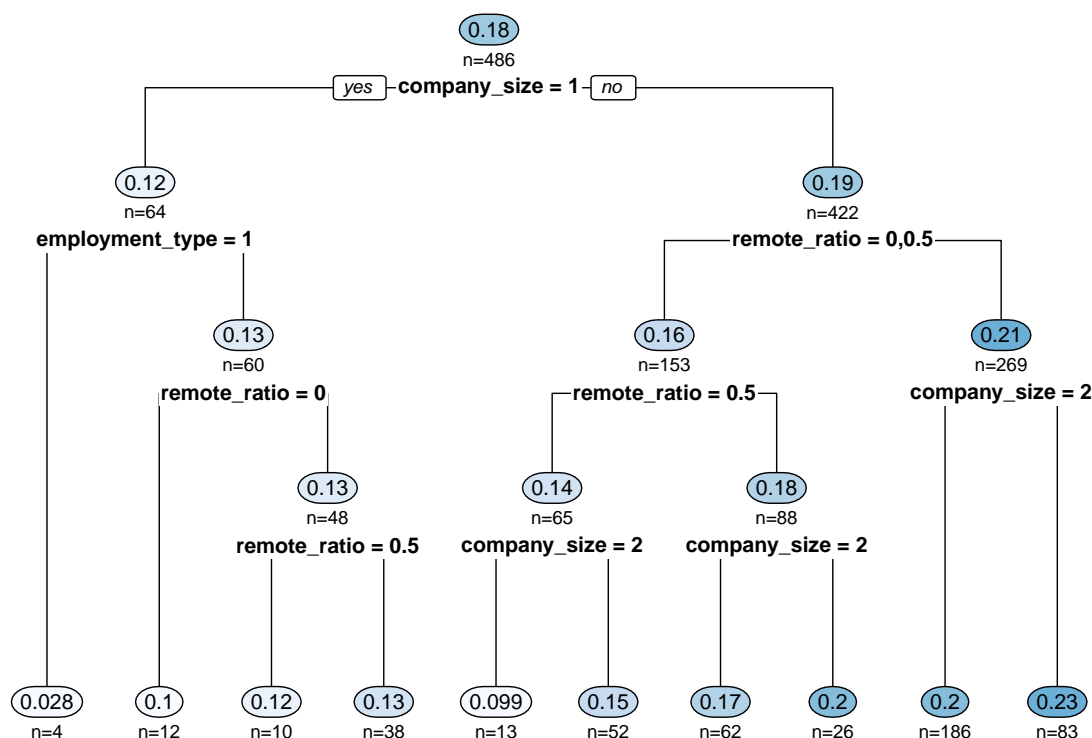 0.18
n=486
yes company_size = 1 no
0.12
n=64
employment_type = 1
0.19
n=422
remote_ratio = 0,0.5
0.13
n=60
remote_ratio = 0
0.16
n=153
remote_ratio = 0.5
0.21
n=269
company_size = 2
0.13
n=48
remote_ratio = 0.5
0.14
n=65
company_size = 2
0.18
n=88
company_size = 2
0.028
n=4
0.1
n=12
0.12
n=10
0.13
n=38
0.099
n=13
0.15
n=52
0.17
n=62
0.2
n=26
0.2
n=186
0.23
n=83